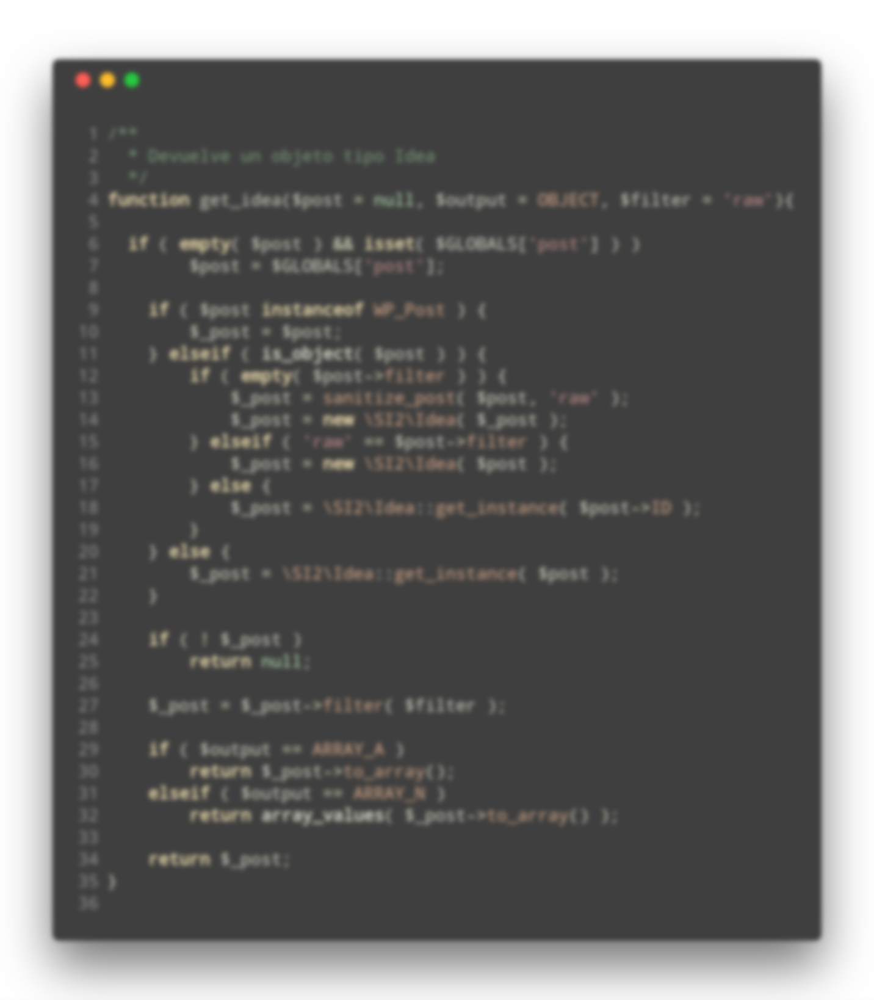 1 /**
2   * Devuelve un objeto tipo Idea
3   */
4 function get_idea($post = null, $output = OBJECT, $filter = 'raw'){
5
6   if ( empty( $post ) && isset( $GLOBALS['post'] ) )
7         $post = $GLOBALS['post'];
8
9     if ( $post instanceof WP_Post ) {
10         $_post = $post;
11     } elseif ( is_object( $post ) ) {
12         if ( empty( $post->filter ) ) {
13             $_post = sanitize_post( $post, 'raw' );
14             $_post = new \SI2\Idea( $_post );
15         } elseif ( 'raw' == $post->filter ) {
16             $_post = new \SI2\Idea( $post );
17         } else {
18             $_post = \SI2\Idea::get_instance( $post->ID );
19         }
20     } else {
21         $_post = \SI2\Idea::get_instance( $post );
22     }
23
24     if ( ! $_post )
25         return null;
26
27     $_post = $_post->filter( $filter );
28
29     if ( $output == ARRAY_A )
30         return $_post->to_array();
31     elseif ( $output == ARRAY_N )
32         return array_values( $_post->to_array() );
33
34     return $_post;
35 }
36